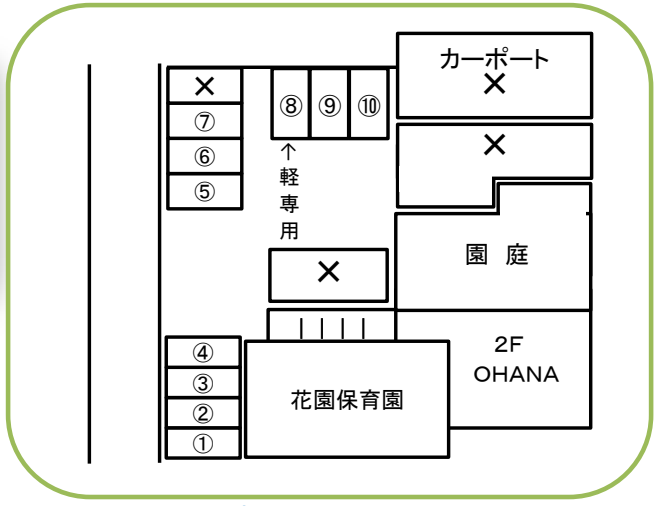 カーポート
×
×
⑦
⑥
⑤
⑧ ⑨ ⑩
↑軽専用
×
×
園 庭
④
③
②
①
花園保育園
2F
OHANA